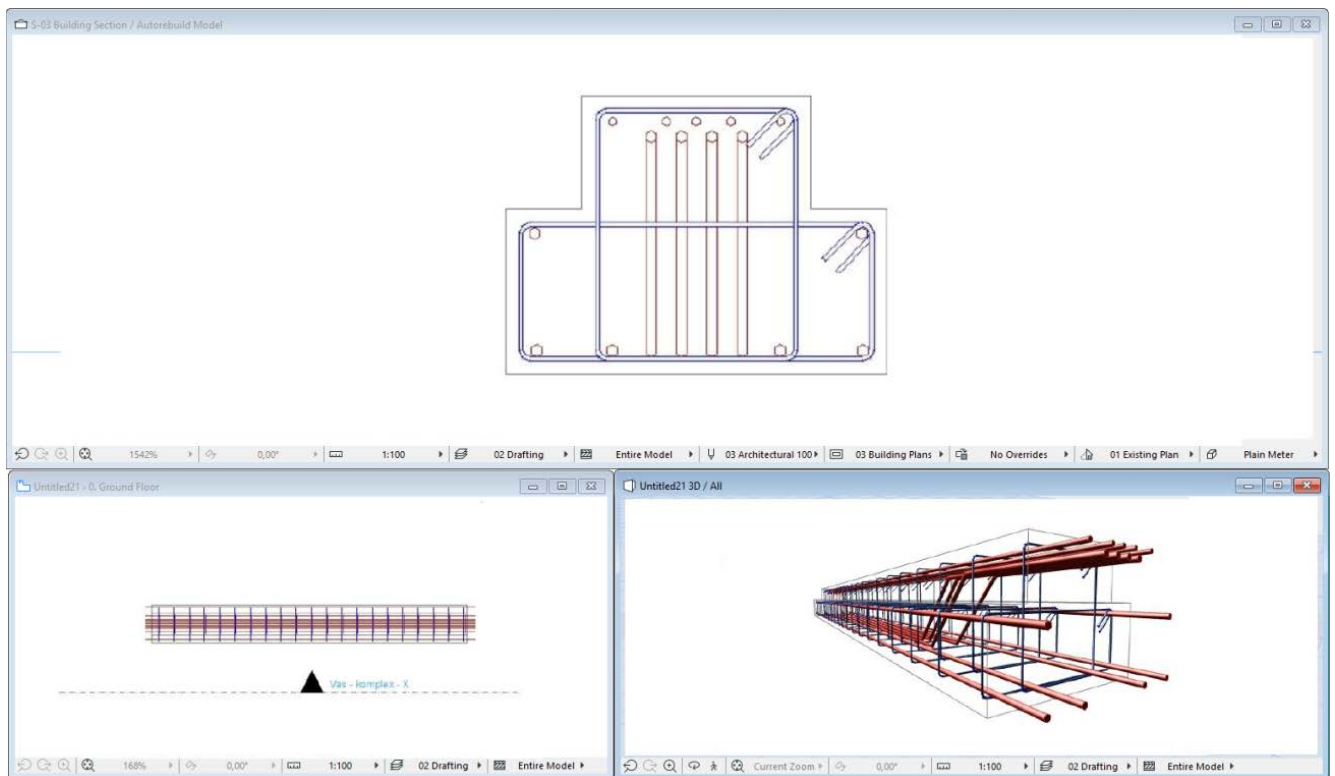 S-03 Building Section / Autorebuild Model
1542% 0,00° 1:100 02 Drafting Entire Model 03 Architectural 100 03 Building Plans No Overrides 01 Existing Plan Plain Meter
Untitled21 - 0. Ground Floor
Vas - komplex - X
168% 0,00° 1:100 02 Drafting Entire Model
Untitled21 3D / All
Current Zoom 0,00° 1:100 02 Drafting Entire Model